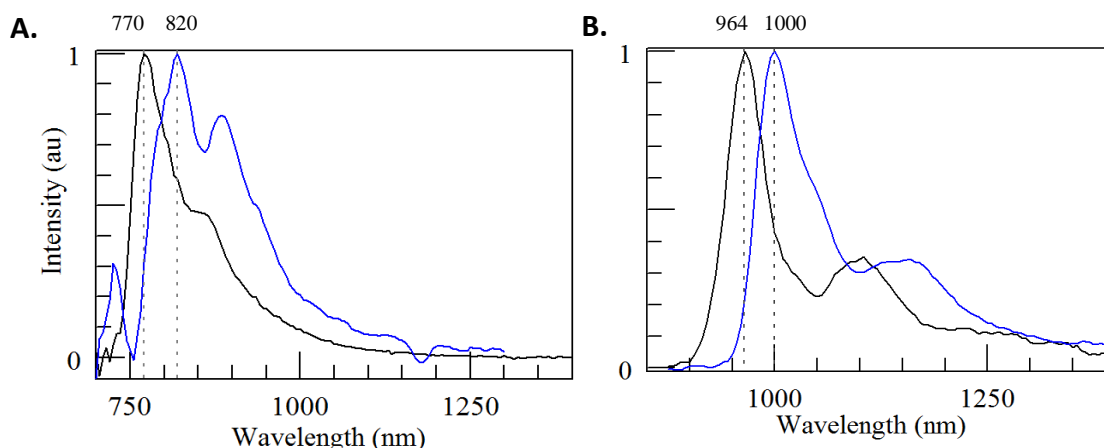 A.
770 820
1
Intensity (au)
0
750 1000 1250
Wavelength (nm)
B.
964 1000
1
0
1000 1250
Wavelength (nm)